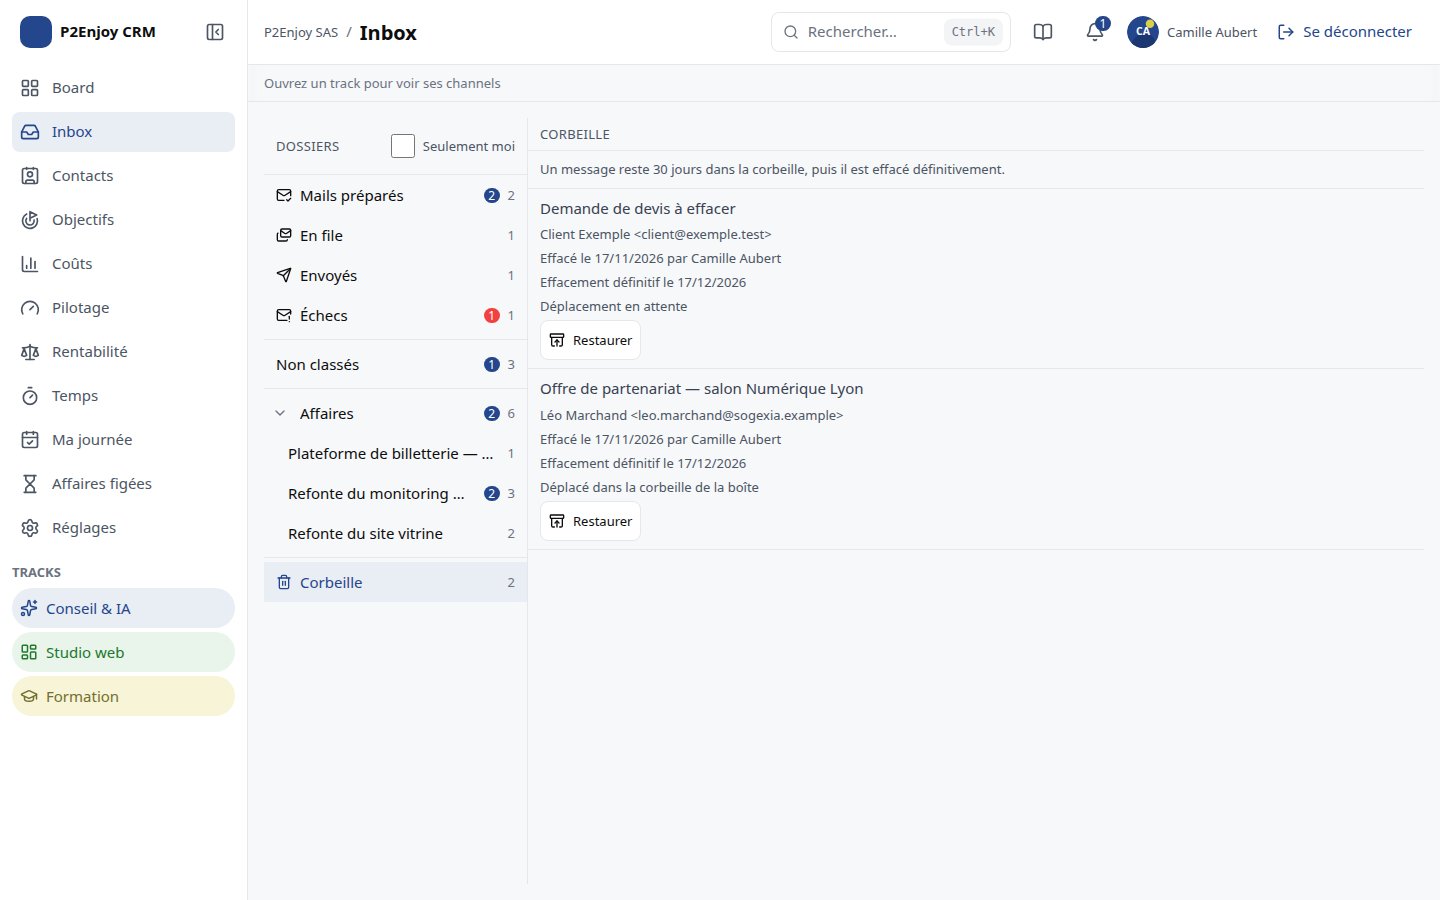 P2Enjoy CRM
Board
Inbox
Contacts
Objectifs
Coûts
Pilotage
Rentabilité
Temps
Ma journée
Affaires figées
Réglages
TRACKS
Conseil & IA
Studio web
Formation
P2Enjoy SAS / Inbox
Rechercher... Ctrl+K
1
CA Camille Aubert
Se déconnecter
Ouvrez un track pour voir ses channels
DOSSIERS Seulement moi
Mails préparés 2 2
En file 1
Envoyés 1
Échecs 1 1
Non classés 1 3
Affaires 2 6
Plateforme de billetterie — ... 1
Refonte du monitoring ... 2 3
Refonte du site vitrine 2
Corbeille 2
CORBEILLE
Un message reste 30 jours dans la corbeille, puis il est effacé définitivement.
Demande de devis à effacer
Client Exemple <client@exemple.test>
Effacé le 17/11/2026 par Camille Aubert
Effacement définitif le 17/12/2026
Déplacement en attente
Restaurer
Offre de partenariat — salon Numérique Lyon
Léo Marchand <leo.marchand@sogexia.example>
Effacé le 17/11/2026 par Camille Aubert
Effacement définitif le 17/12/2026
Déplacé dans la corbeille de la boîte
Restaurer